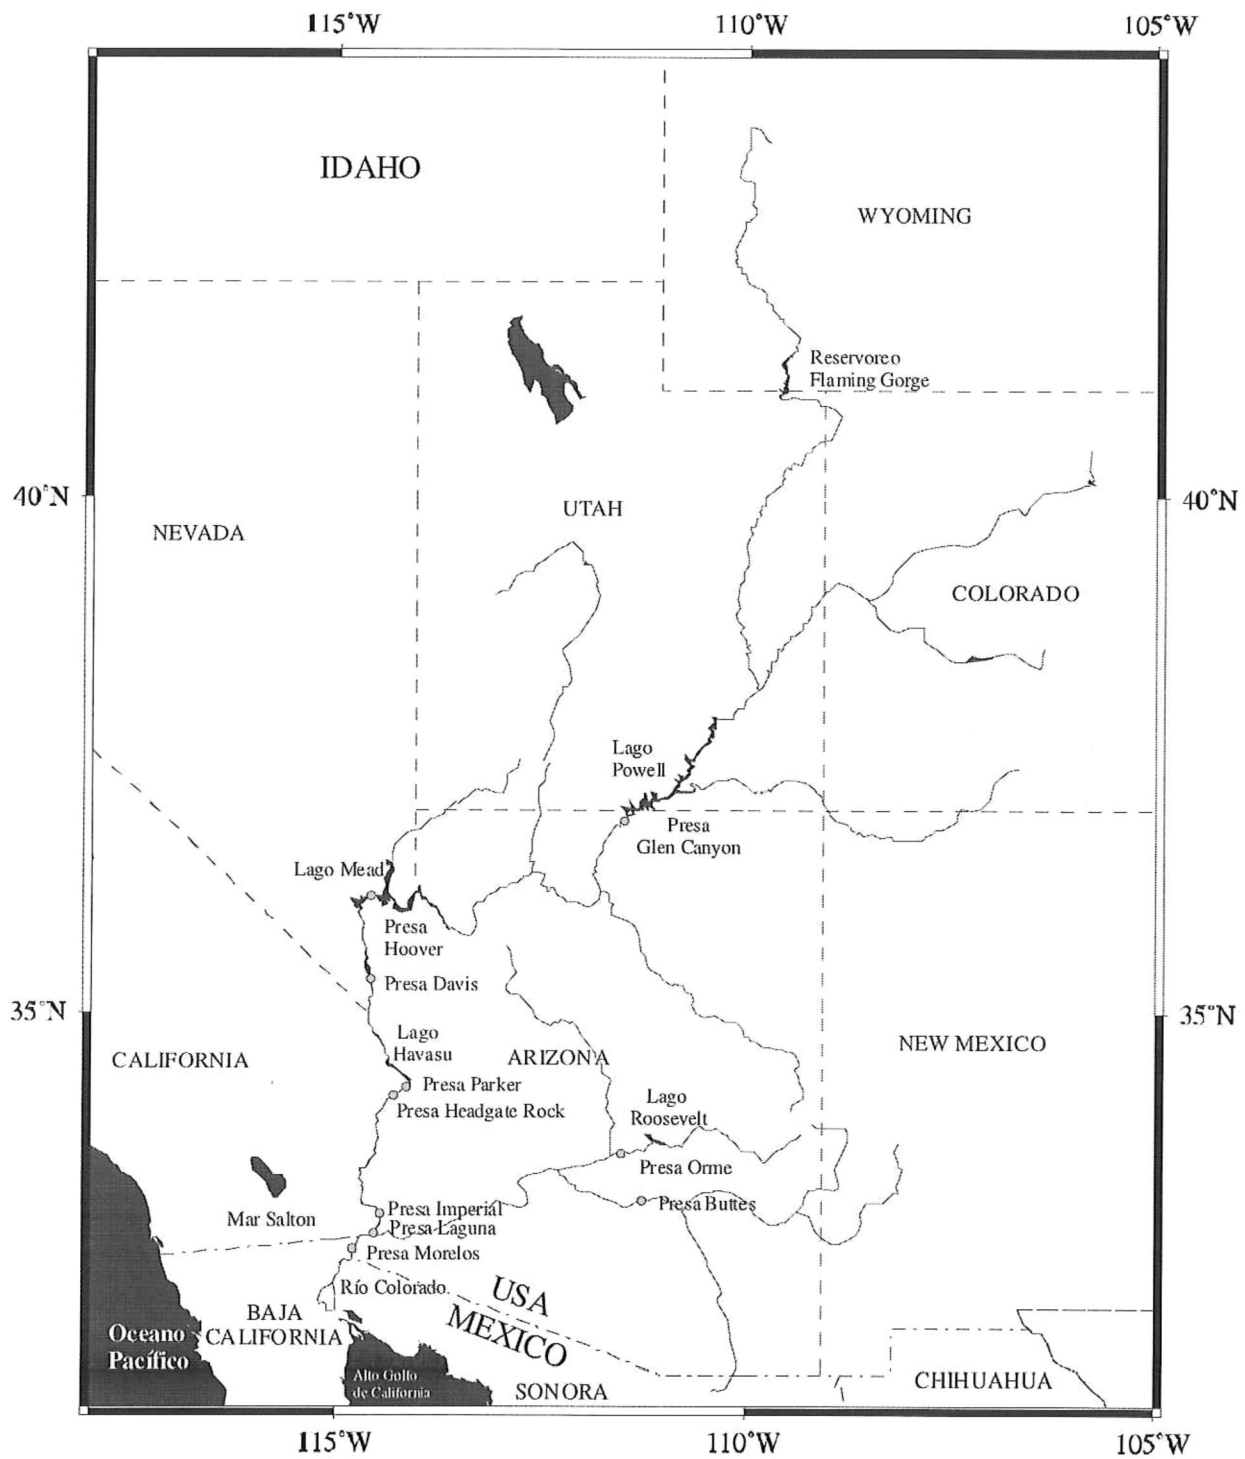 115°W 110°W 105°W
IDAHO
WYOMING
Reservoreo
Flaming Gorge
40°N
40°N
UTAH
NEVADA
COLORADO
Lago
Powell
Presa
Glen Canyon
Lago Mead
Presa
Hoover
Presa Davis
35°N
35°N
Lago
Havasu
ARIZONA
NEW MEXICO
CALIFORNIA
Presa Parker
Presa Headgate Rock
Lago
Roosevelt
Presa Orme
Presa Buttes
Mar Salton
Presa Imperial
Presa Laguna
Presa Morelos
Río Colorado
USA
MEXICO
BAJA
CALIFORNIA
Oceano
Pacífico
Alto Golfo
de California
SONORA
CHIHUAHUA
115°W 110°W 105°W